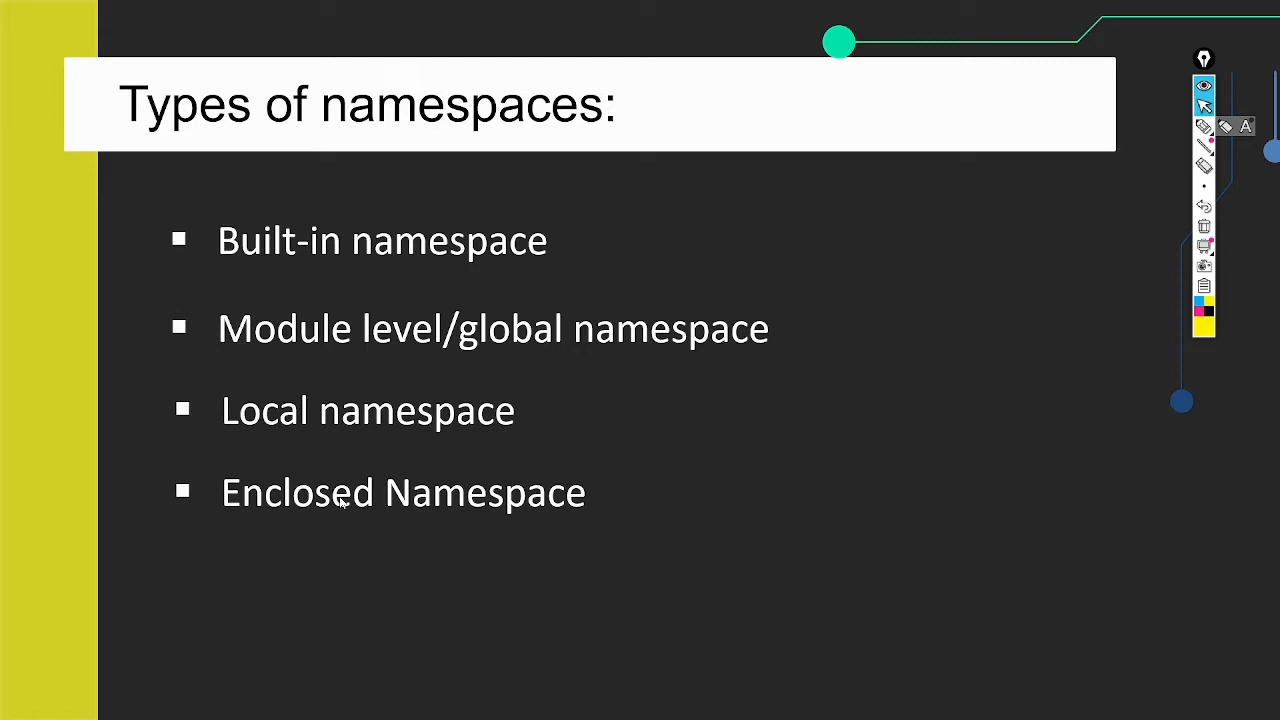 Types of namespaces:
Built-in namespace
Module level/global namespace
Local namespace
Enclosed Namespace
A